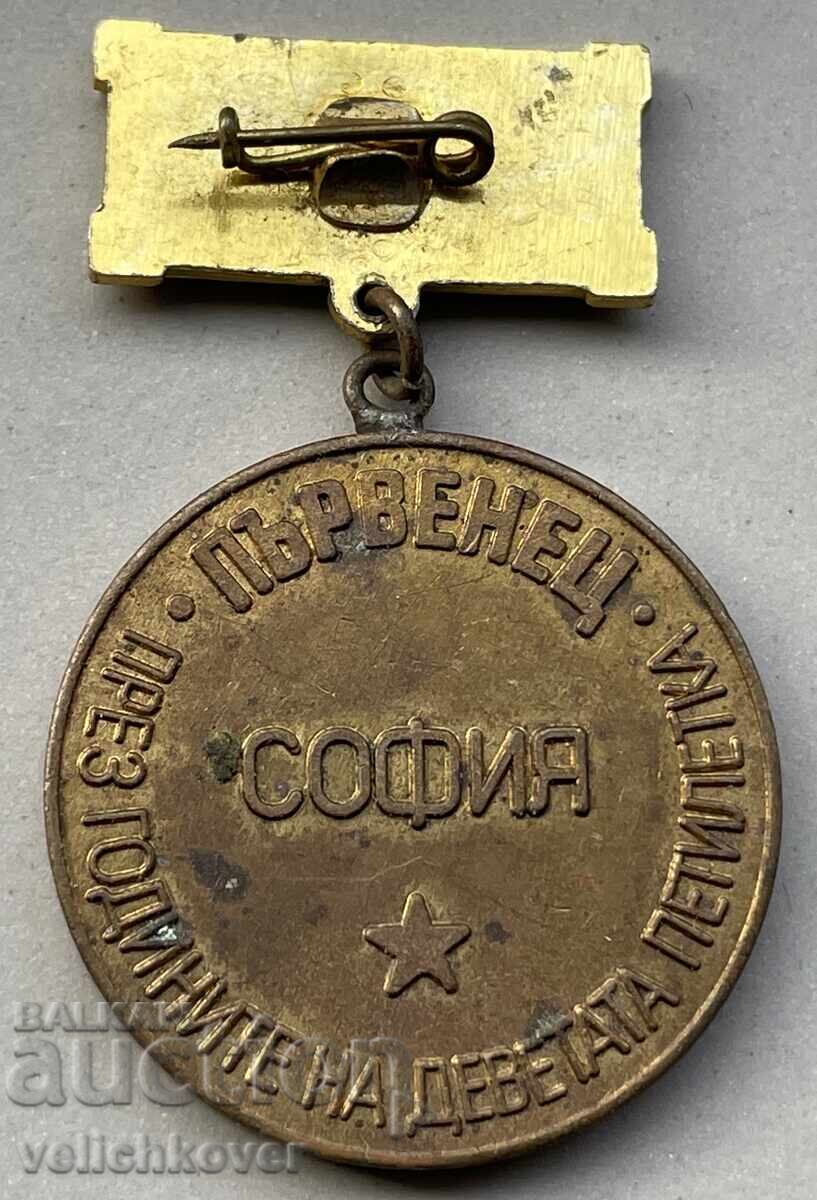 · ПЪРВЕНЕЦ ·
СОФИЯ
ПРЕЗ ГОДИНИТЕ НА ДЕВЕТАТА ПЕТИЛЕТКА
BALKAN
auction
velichkover